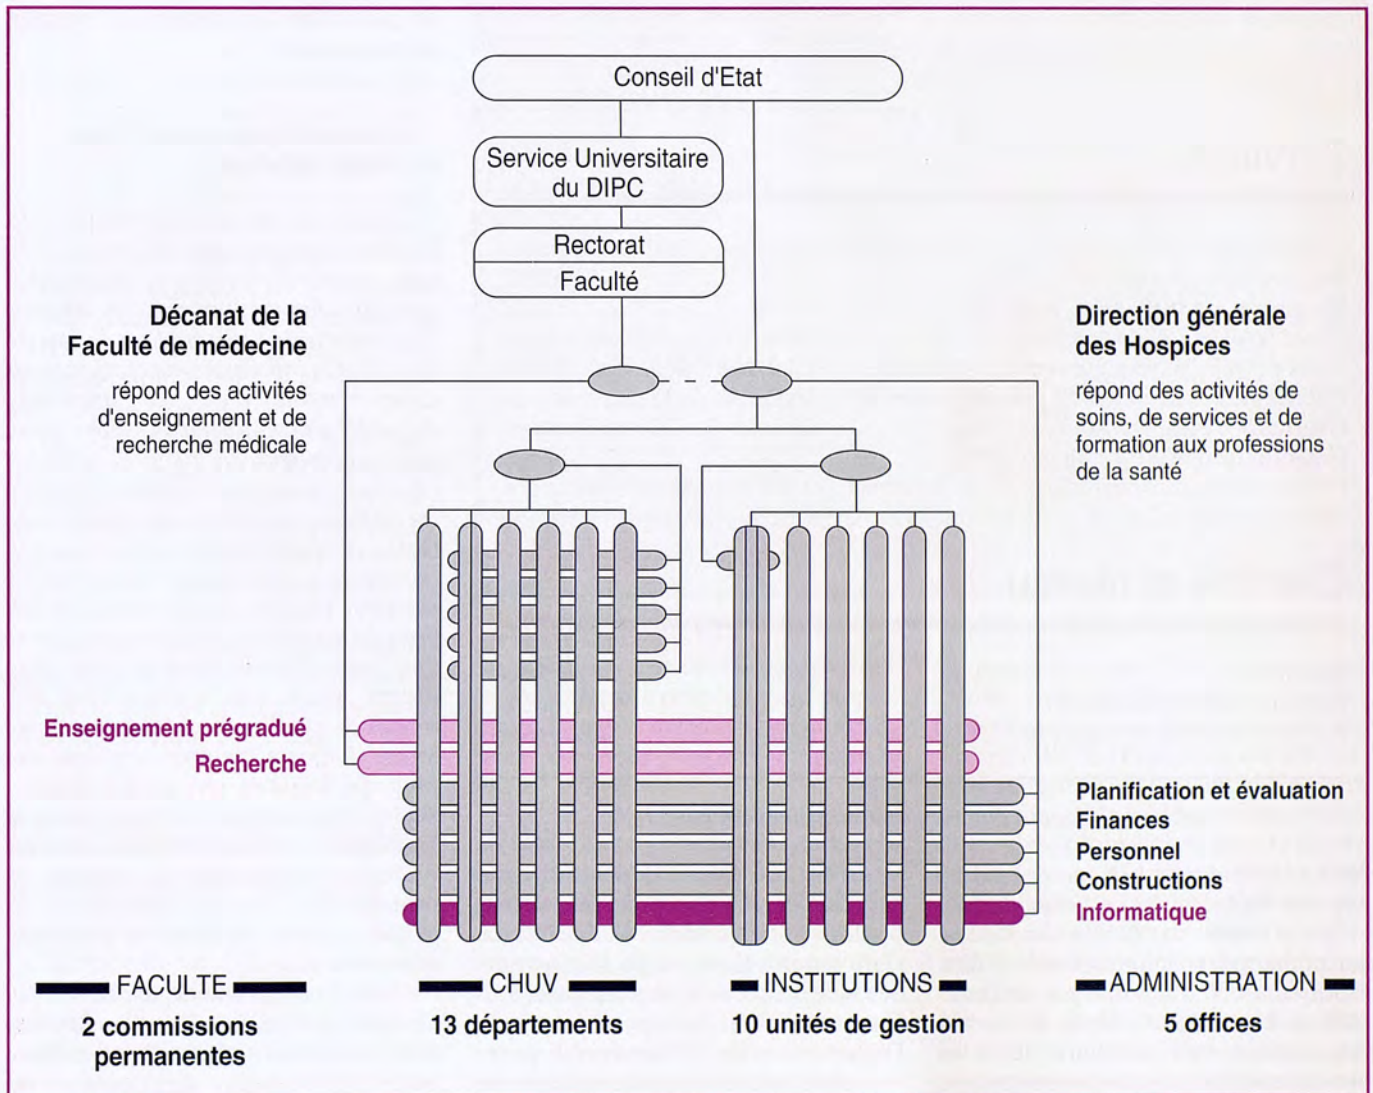 Conseil d'Etat
Service Universitaire
du DIPC
Rectorat
Faculté
Décanat de la
Faculté de médecine
répond des activités
d'enseignement et de
recherche médicale
Direction générale
des Hospices
répond des activités de
soins, de services et de
formation aux professions
de la santé
Enseignement prégradué
Recherche
Planification et évaluation
Finances
Personnel
Constructions
Informatique
FACULTE
2 commissions
permanentes
CHUV
13 départements
INSTITUTIONS
10 unités de gestion
ADMINISTRATION
5 offices